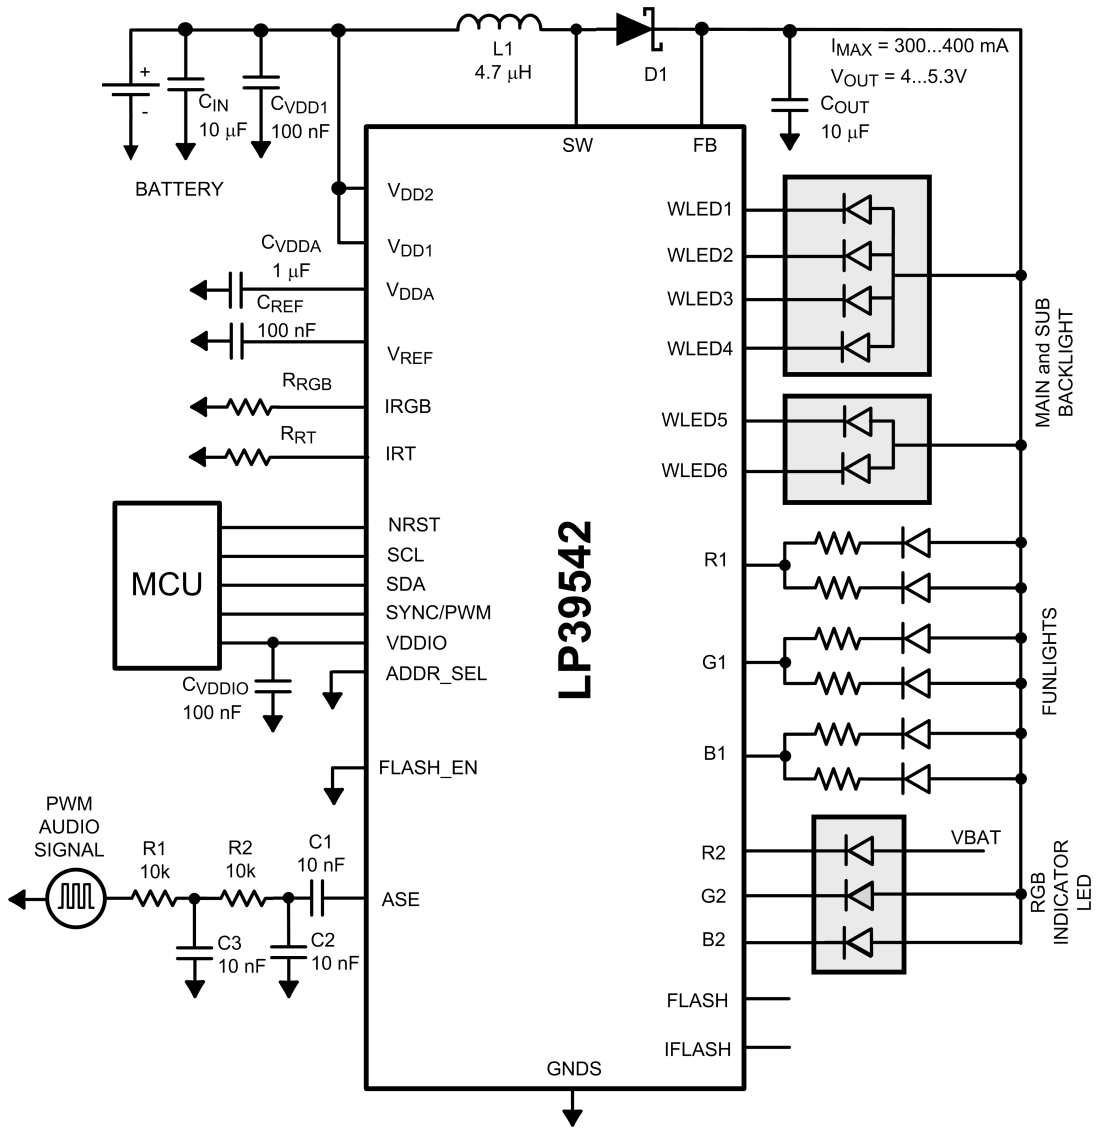 L1
4.7 µH
D1
IMAX = 300...400 mA
VOUT = 4...5.3V
+
-
CIN
10 µF
CVDD1
100 nF
COUT
10 µF
BATTERY
SW
FB
VDD2
VDD1
CVDDA
1 µF
VDDA
CREF
100 nF
VREF
RRGB
IRGB
RRT
IRT
MCU
NRST
SCL
SDA
SYNC/PWM
VDDIO
CVDDIO
100 nF
ADDR_SEL
FLASH_EN
PWM
AUDIO
SIGNAL
R1
10k
R2
10k
C1
10 nF
ASE
C3
10 nF
C2
10 nF
LP39542
WLED1
WLED2
WLED3
WLED4
WLED5
WLED6
MAIN and SUB
BACKLIGHT
R1
G1
B1
FUNLIGHTS
R2
G2
B2
VBAT
RGB
INDICATOR
LED
FLASH
IFLASH
GNDS